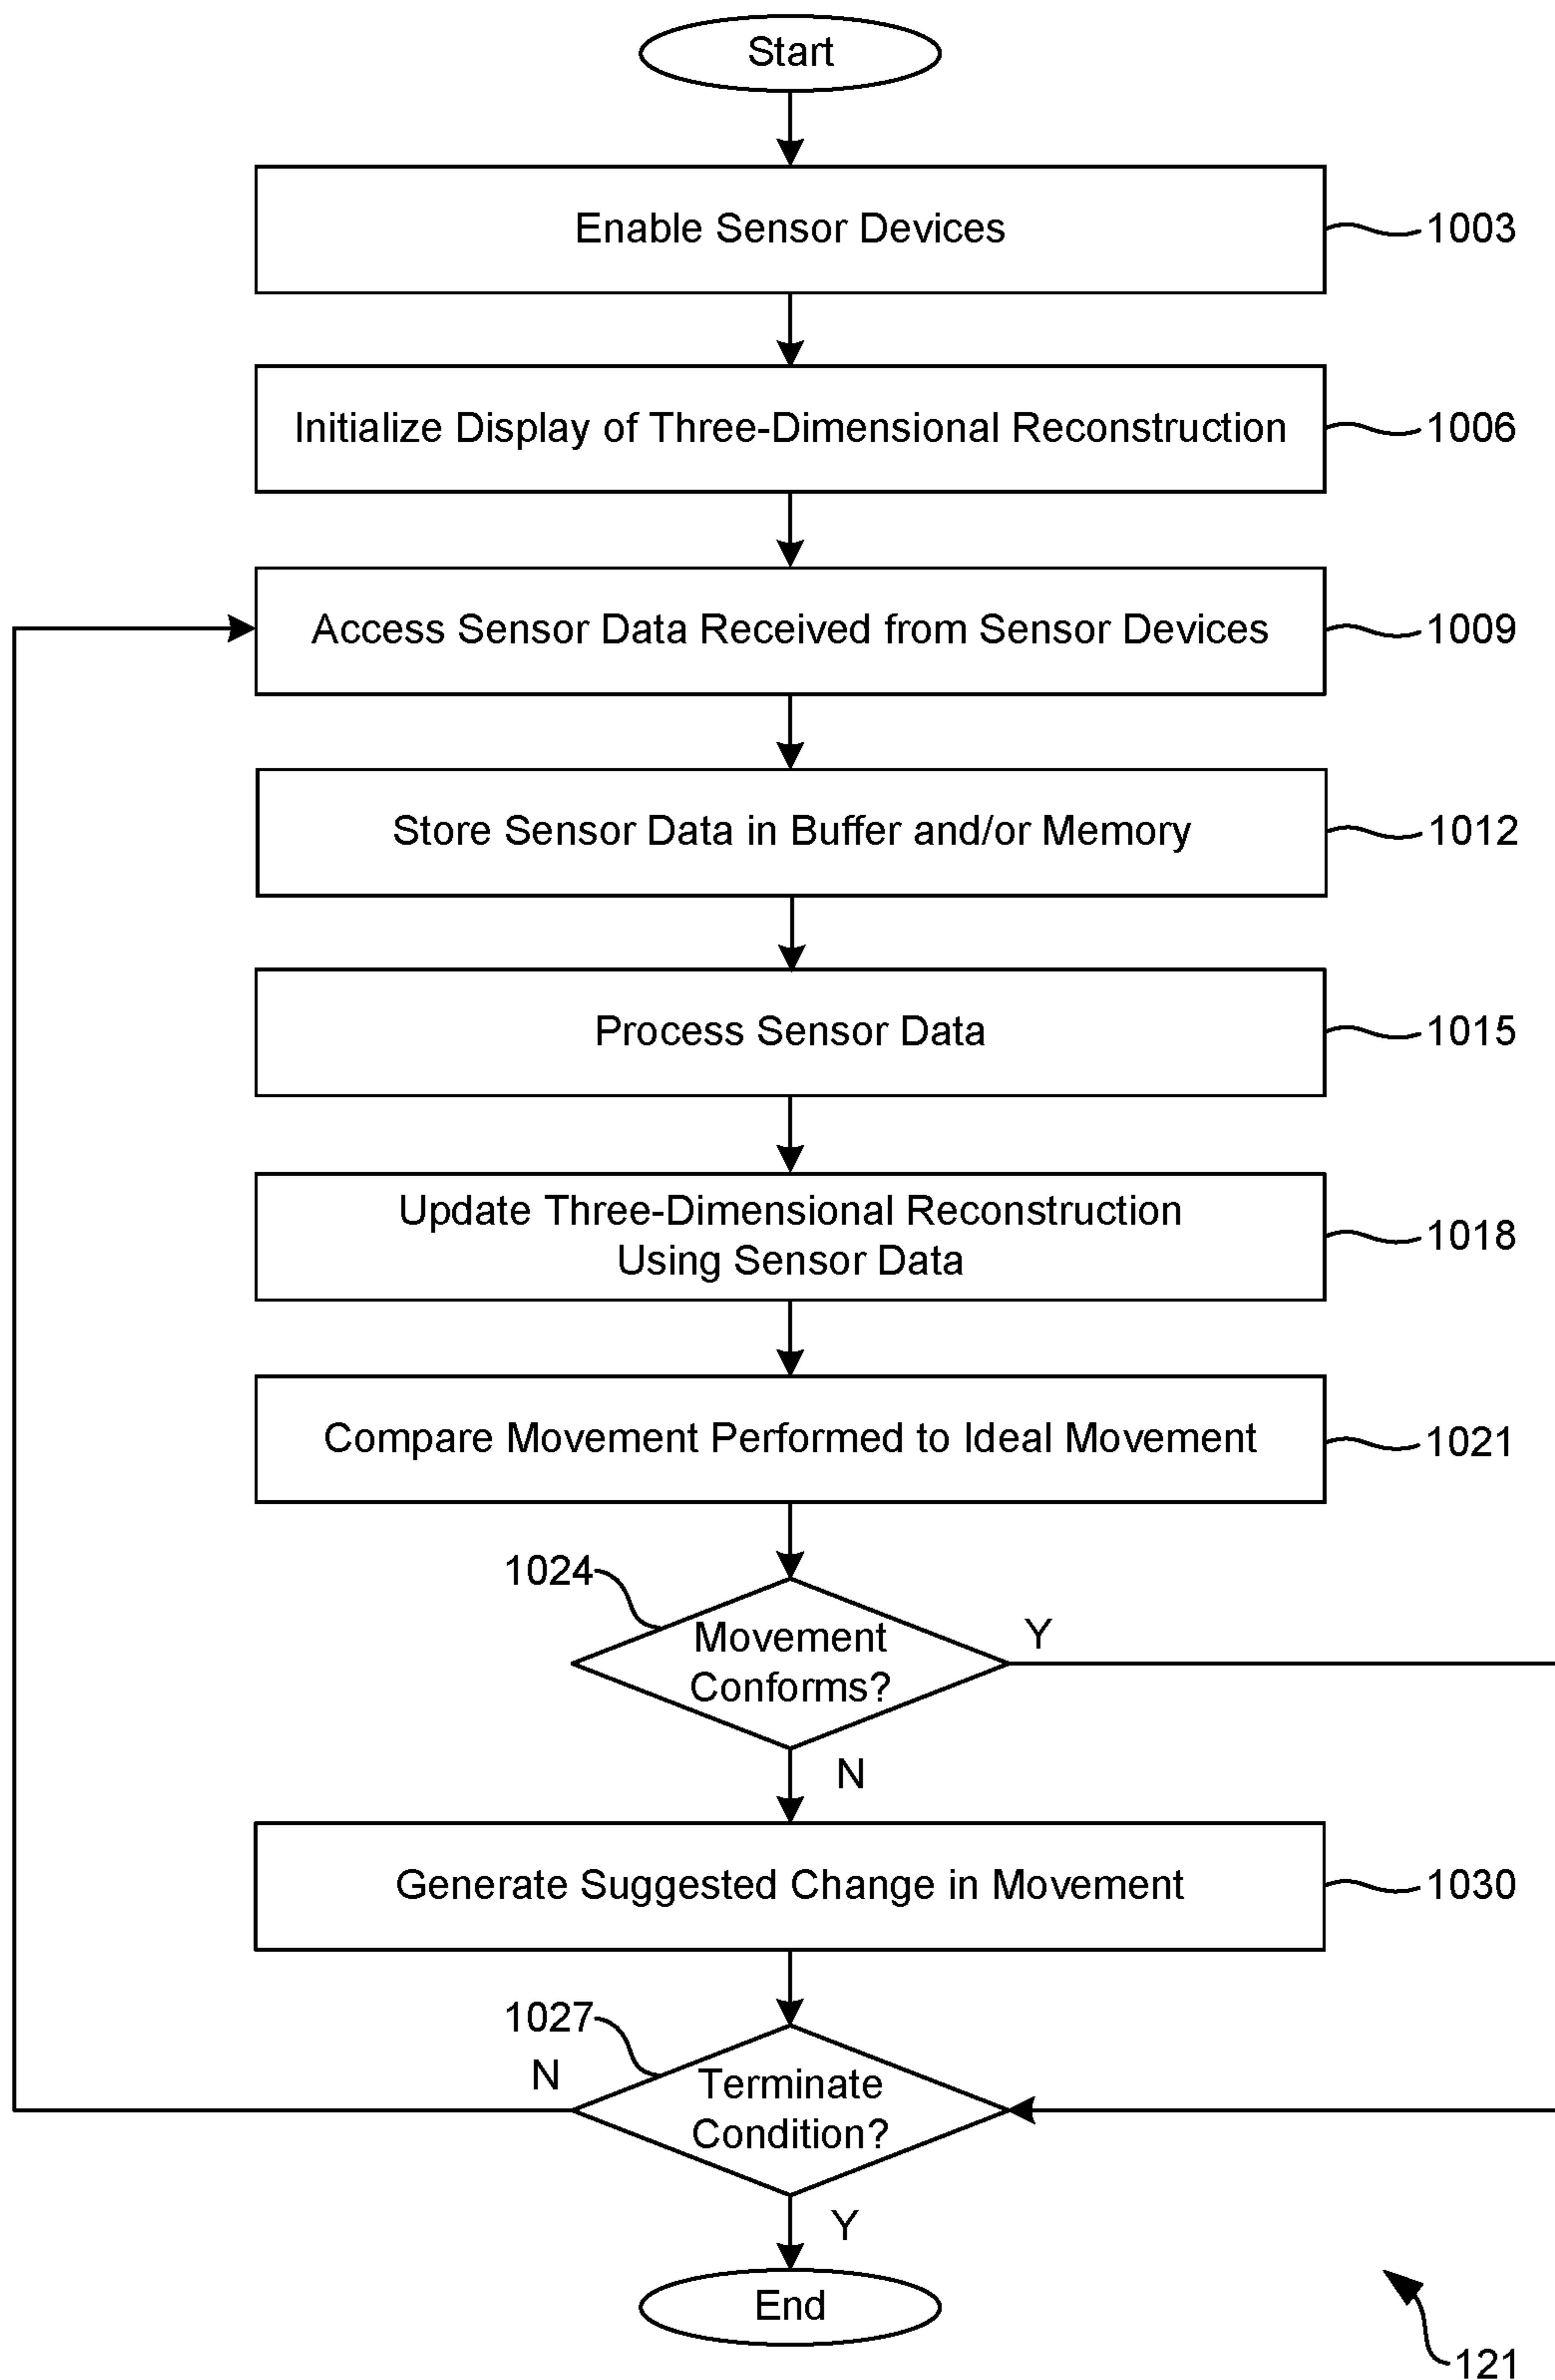 Start
Enable Sensor Devices
1003
Initialize Display of Three-Dimensional Reconstruction
1006
Access Sensor Data Received from Sensor Devices
1009
Store Sensor Data in Buffer and/or Memory
1012
Process Sensor Data
1015
Update Three-Dimensional Reconstruction
Using Sensor Data
1018
Compare Movement Performed to Ideal Movement
1021
1024
Movement
Conforms?
Y
N
Generate Suggested Change in Movement
1030
1027
N
Terminate
Condition?
Y
End
121